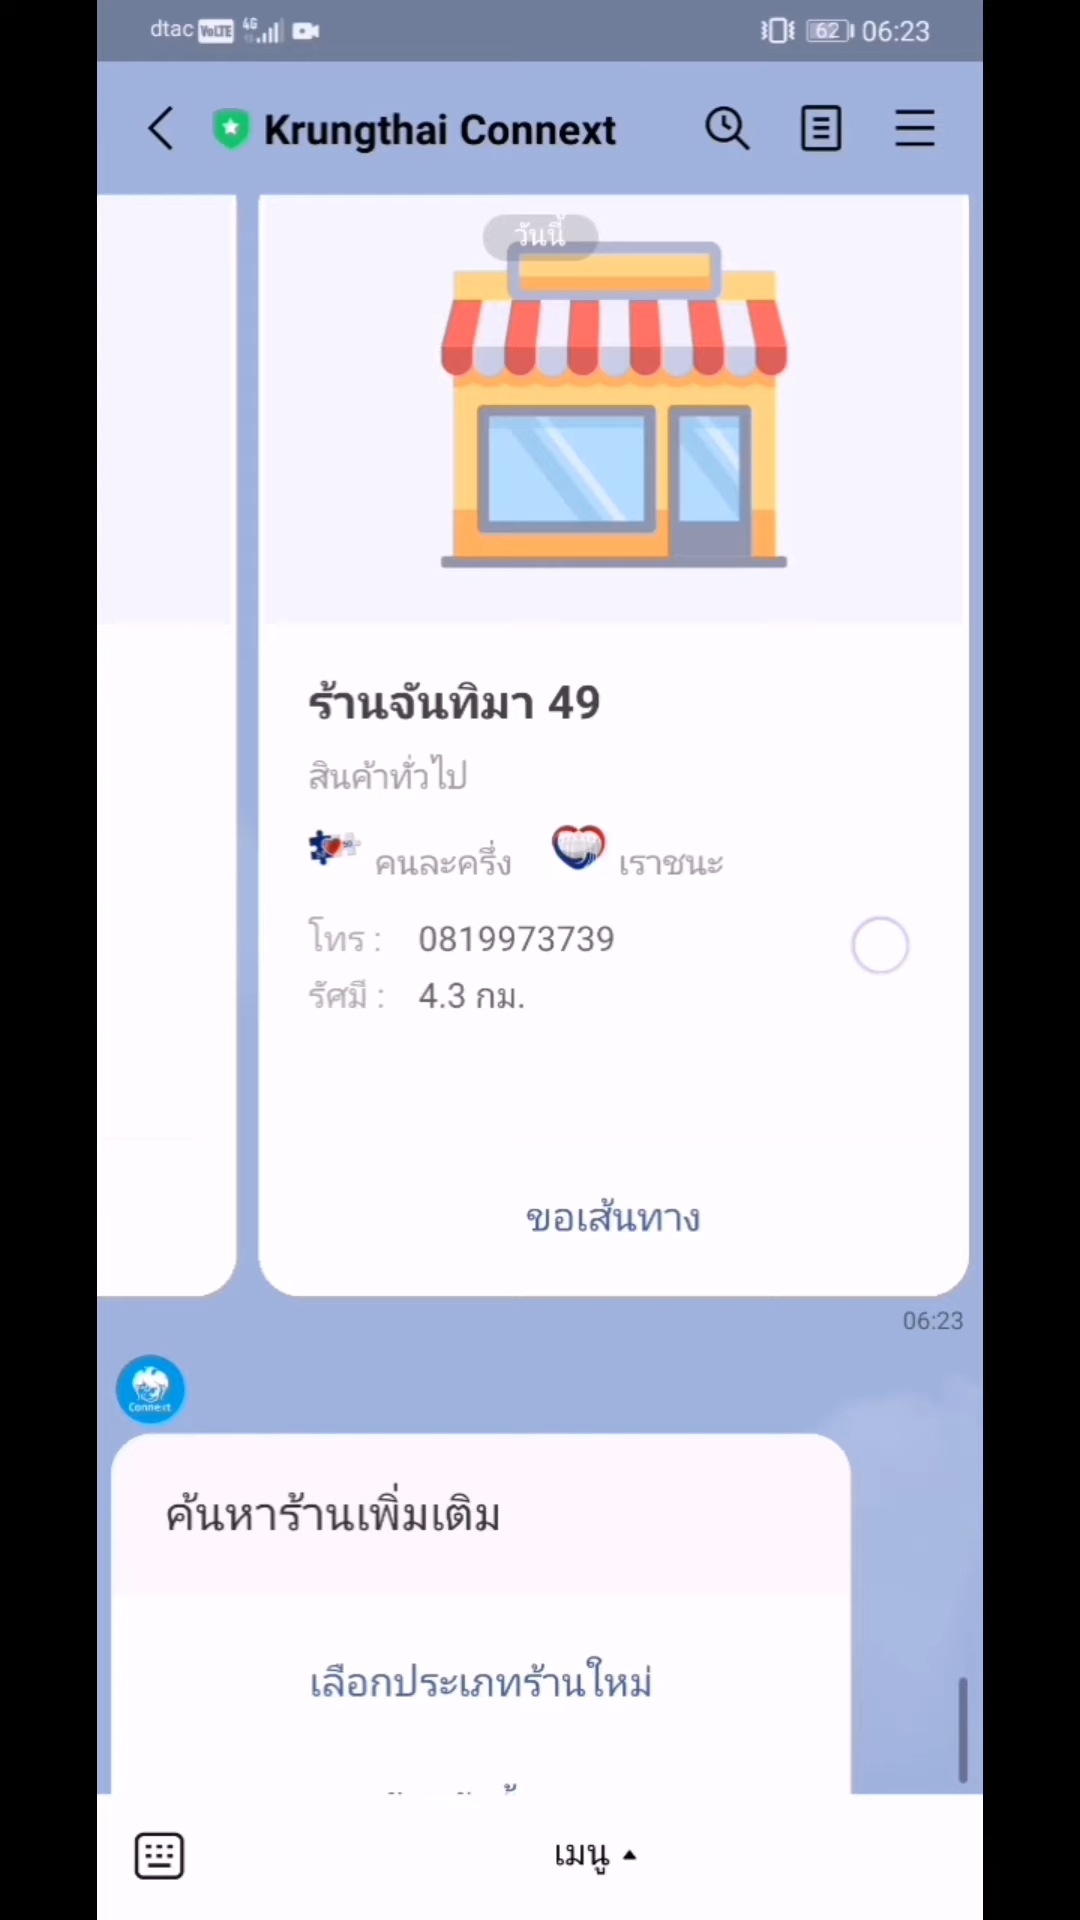 dtac VoLTE 4G 62 06:23
Krungthai Connext
วันนี้
ร้านจันทิมา 49
สินค้าทั่วไป
คนละครึ่ง เราชนะ
โทร : 0819973739
รัศมี : 4.3 กม.
ขอเส้นทาง
06:23
Connext
ค้นหาร้านเพิ่มเติม
เลือกประเภทร้านใหม่
เมนู